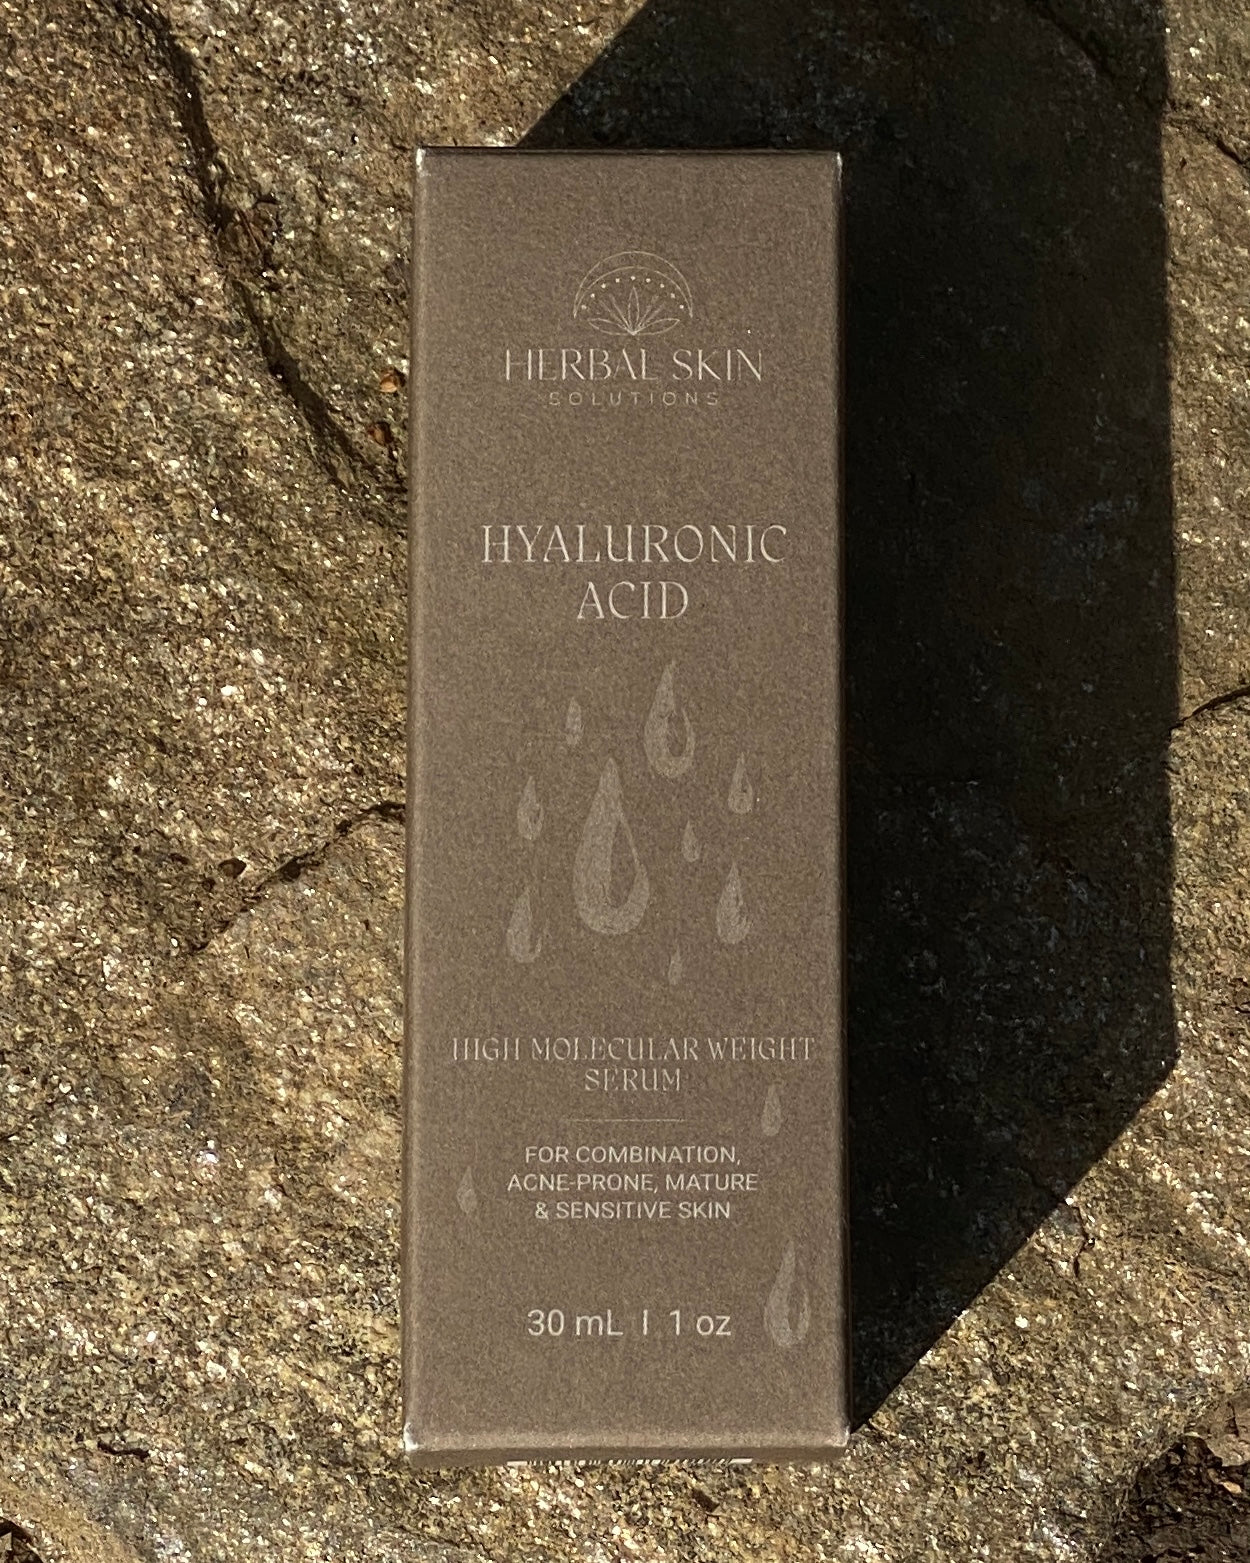 HERBAL SKIN
SOLUTIONS
HYALURONIC
ACID
HIGH MOLECULAR WEIGHT
SERUM
FOR COMBINATION,
ACNE-PRONE, MATURE
& SENSITIVE SKIN
30 mL | 1 oz